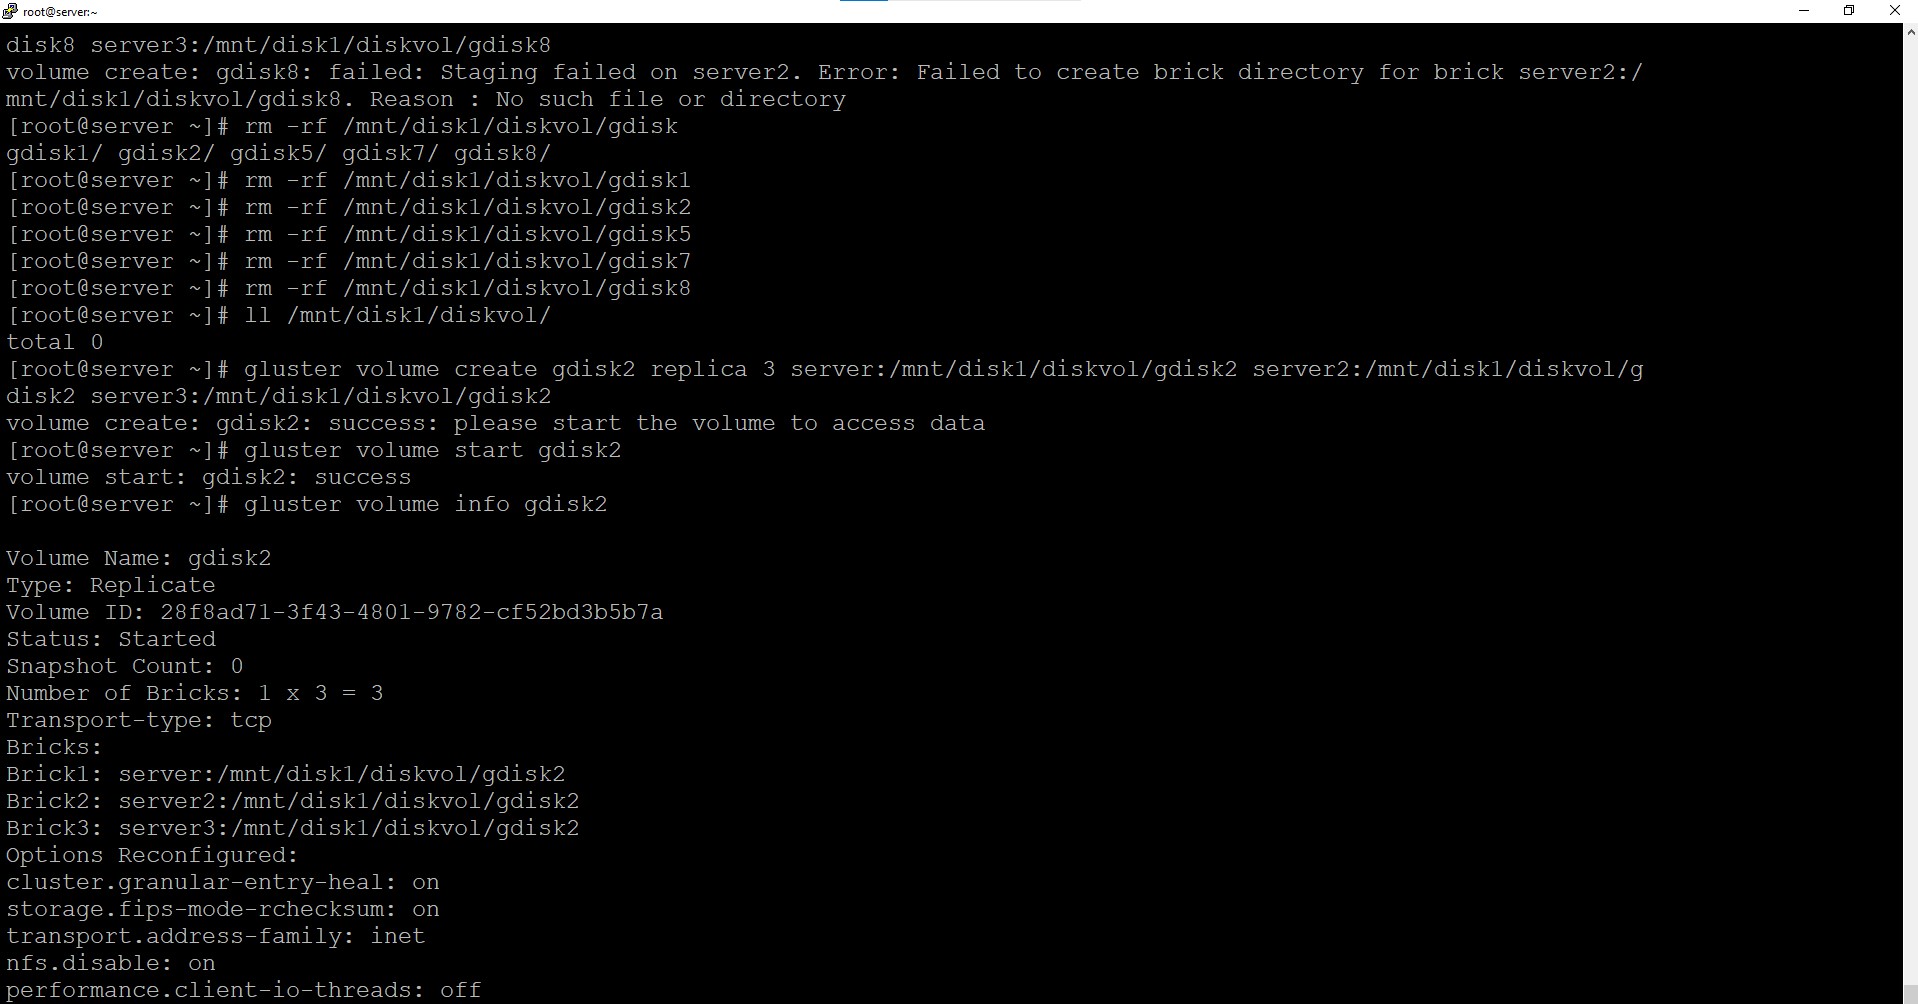 root@server:~
disk8 server3:/mnt/disk1/diskvol/gdisk8
volume create: gdisk8: failed: Staging failed on server2. Error: Failed to create brick directory for brick server2:/
mnt/disk1/diskvol/gdisk8. Reason : No such file or directory
[root@server ~]# rm -rf /mnt/disk1/diskvol/gdisk
gdisk1/ gdisk2/ gdisk5/ gdisk7/ gdisk8/
[root@server ~]# rm -rf /mnt/disk1/diskvol/gdisk1
[root@server ~]# rm -rf /mnt/disk1/diskvol/gdisk2
[root@server ~]# rm -rf /mnt/disk1/diskvol/gdisk5
[root@server ~]# rm -rf /mnt/disk1/diskvol/gdisk7
[root@server ~]# rm -rf /mnt/disk1/diskvol/gdisk8
[root@server ~]# ll /mnt/disk1/diskvol/
total 0
[root@server ~]# gluster volume create gdisk2 replica 3 server:/mnt/disk1/diskvol/gdisk2 server2:/mnt/disk1/diskvol/g
disk2 server3:/mnt/disk1/diskvol/gdisk2
volume create: gdisk2: success: please start the volume to access data
[root@server ~]# gluster volume start gdisk2
volume start: gdisk2: success
[root@server ~]# gluster volume info gdisk2
Volume Name: gdisk2
Type: Replicate
Volume ID: 28f8ad71-3f43-4801-9782-cf52bd3b5b7a
Status: Started
Snapshot Count: 0
Number of Bricks: 1 x 3 = 3
Transport-type: tcp
Bricks:
Brick1: server:/mnt/disk1/diskvol/gdisk2
Brick2: server2:/mnt/disk1/diskvol/gdisk2
Brick3: server3:/mnt/disk1/diskvol/gdisk2
Options Reconfigured:
cluster.granular-entry-heal: on
storage.fips-mode-rchecksum: on
transport.address-family: inet
nfs.disable: on
performance.client-io-threads: off